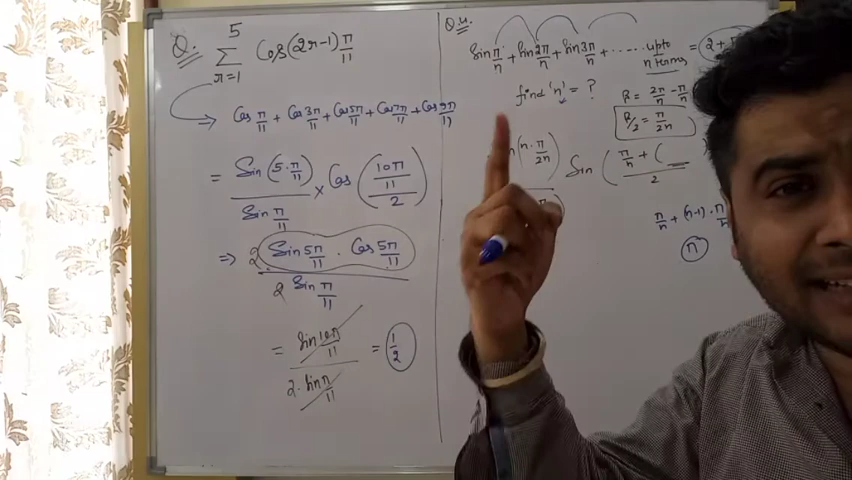 Q. 5
∑ Cos(2r-1)π/11
r=1
→ Cos π/11 + Cos 3π/11 + Cos 5π/11 + Cos 7π/11 + Cos 9π/11
= Sin(5·π/11) / Sin π/11 × Cos((10π/11)/2)
⇒ 2 Sin 5π/11 · Cos 5π/11 / 2 Sin π/11
= Sin 10π/11 / 2·Sin π/11 = 1/2
Q.4. Sin π/n + Sin 2π/n + Sin 3π/n + ...... upto n terms = 2+
find 'n' = ?
β = 2π/n - π/n
β/2 = π/2n
(n·π/2n) Sin (π/n + ( __ / 2
π/n + (n-1)·π/n
π